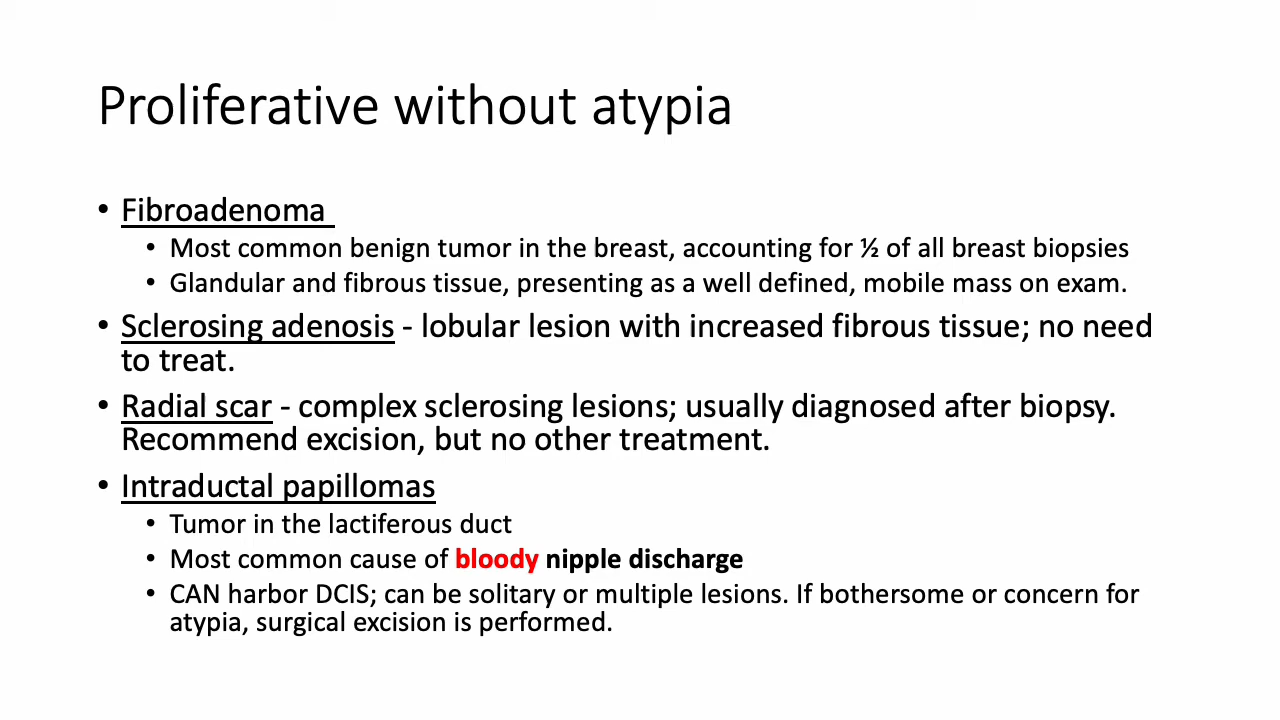 Proliferative without atypia
• Fibroadenoma
• Most common benign tumor in the breast, accounting for ½ of all breast biopsies
• Glandular and fibrous tissue, presenting as a well defined, mobile mass on exam.
• Sclerosing adenosis - lobular lesion with increased fibrous tissue; no need
to treat.
• Radial scar - complex sclerosing lesions; usually diagnosed after biopsy.
Recommend excision, but no other treatment.
• Intraductal papillomas
• Tumor in the lactiferous duct
• Most common cause of bloody nipple discharge
• CAN harbor DCIS; can be solitary or multiple lesions. If bothersome or concern for
atypia, surgical excision is performed.